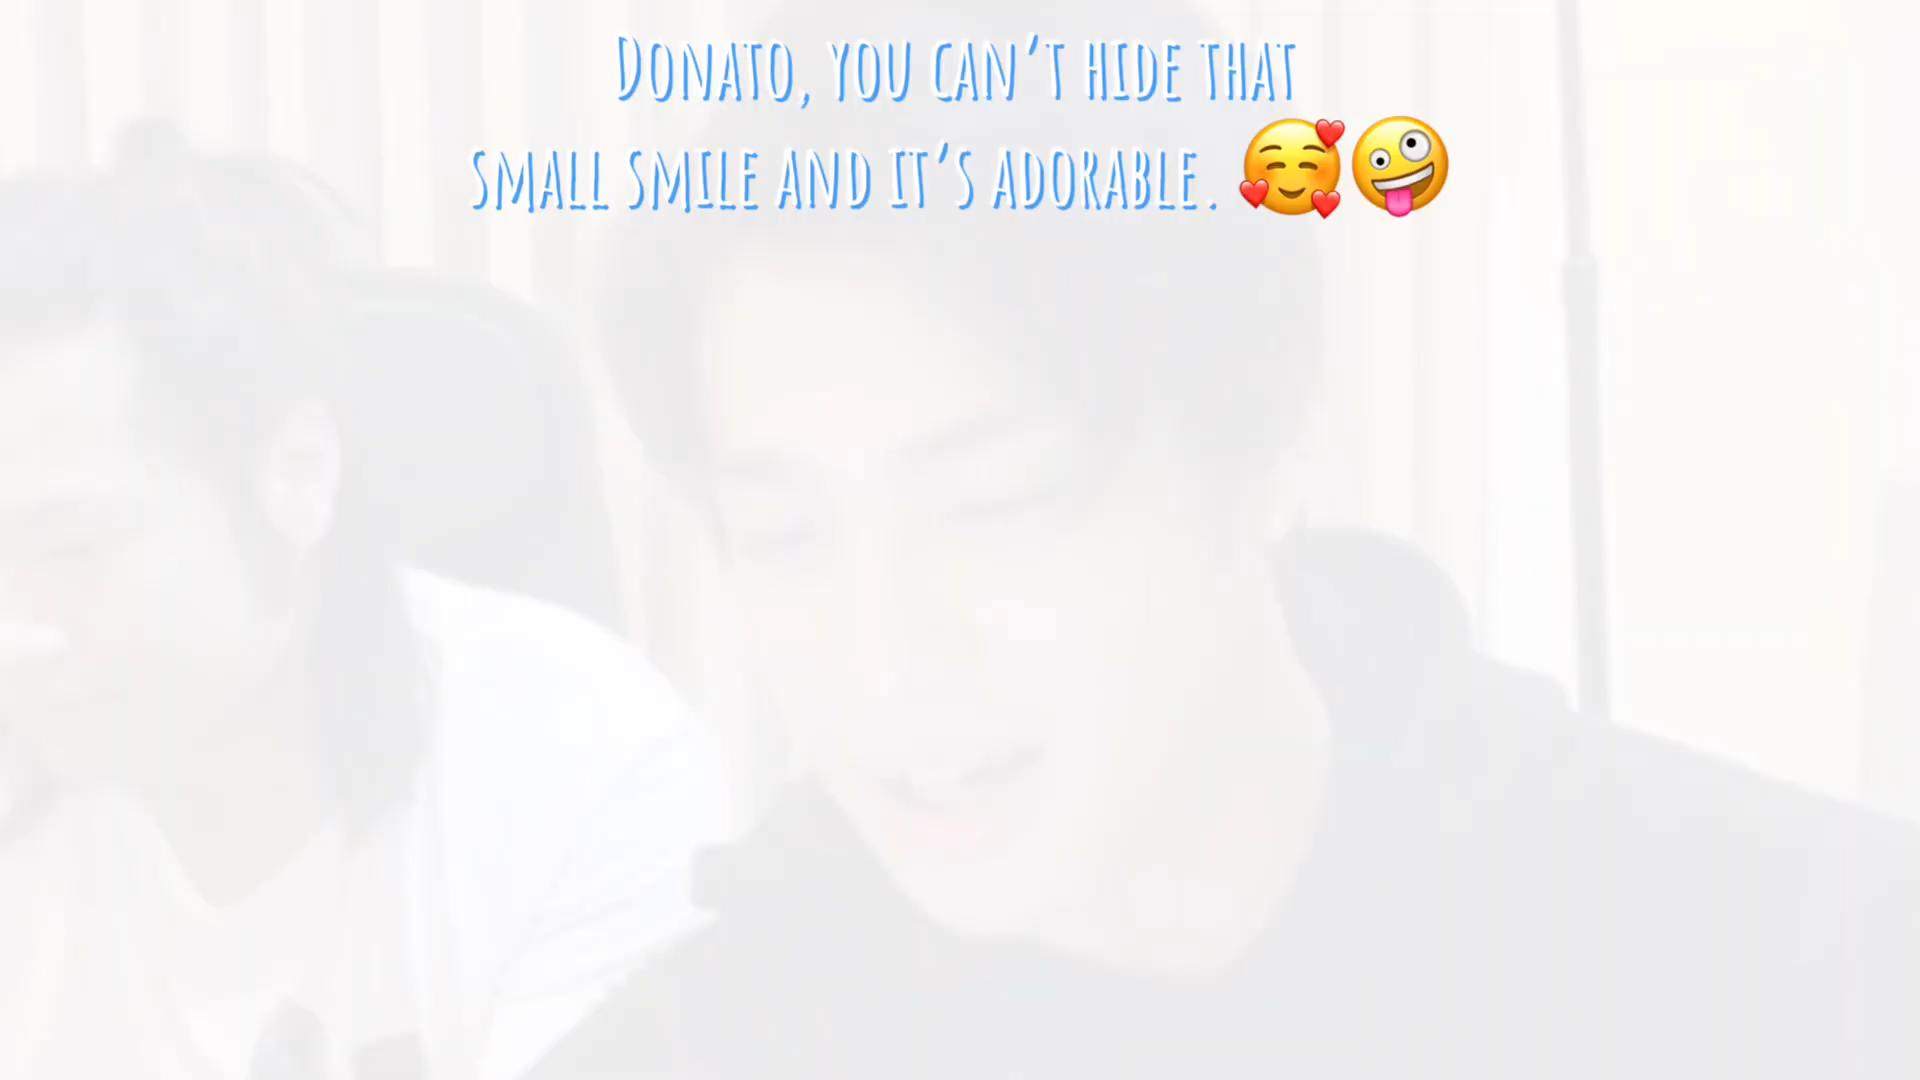 Donato, you can't hide that
small smile and it's adorable. 🥰🤪